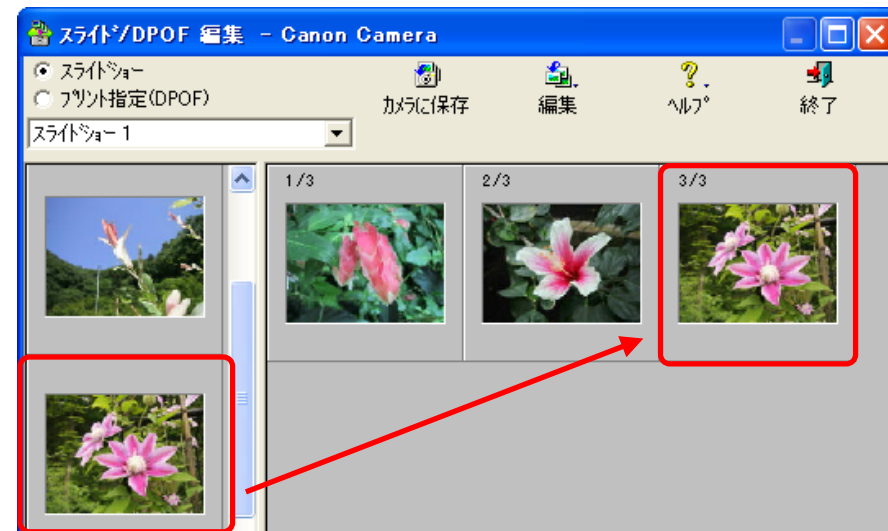 スライド/DPOF 編集 - Canon Camera
スライドショー
プリント指定(DPOF)
カメラに保存
編集
ヘルプ
終了
スライドショー 1
1/3
2/3
3/3